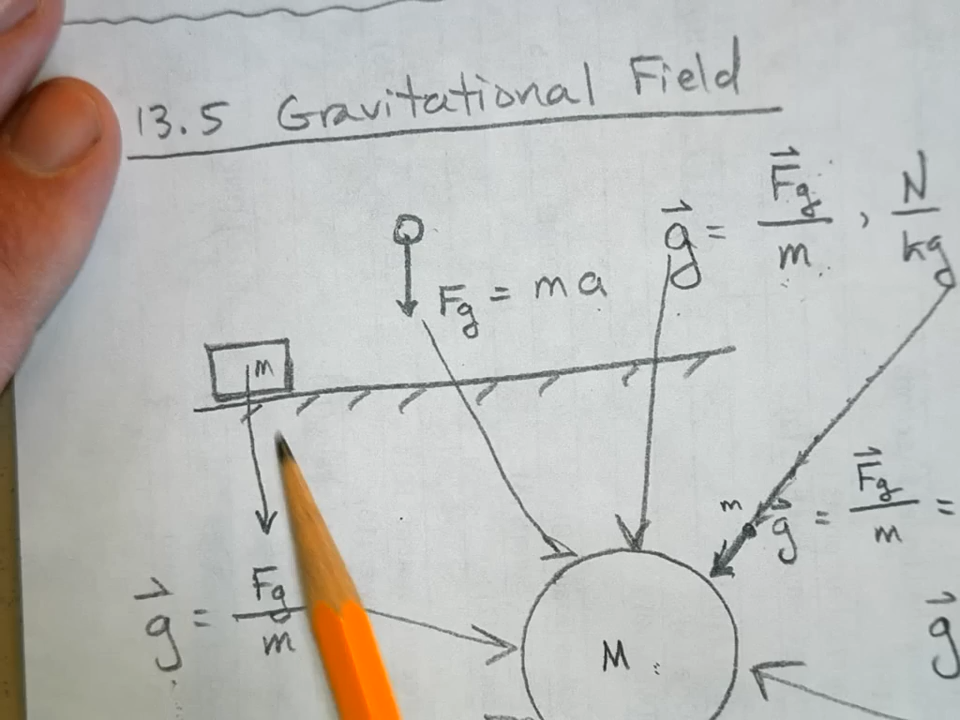 13.5 Gravitational Field
g⃗ = F⃗g/m , N/kg
Fg = ma
m
m
g⃗ = F⃗g/m =
g⃗ = Fg/m
M
g⃗